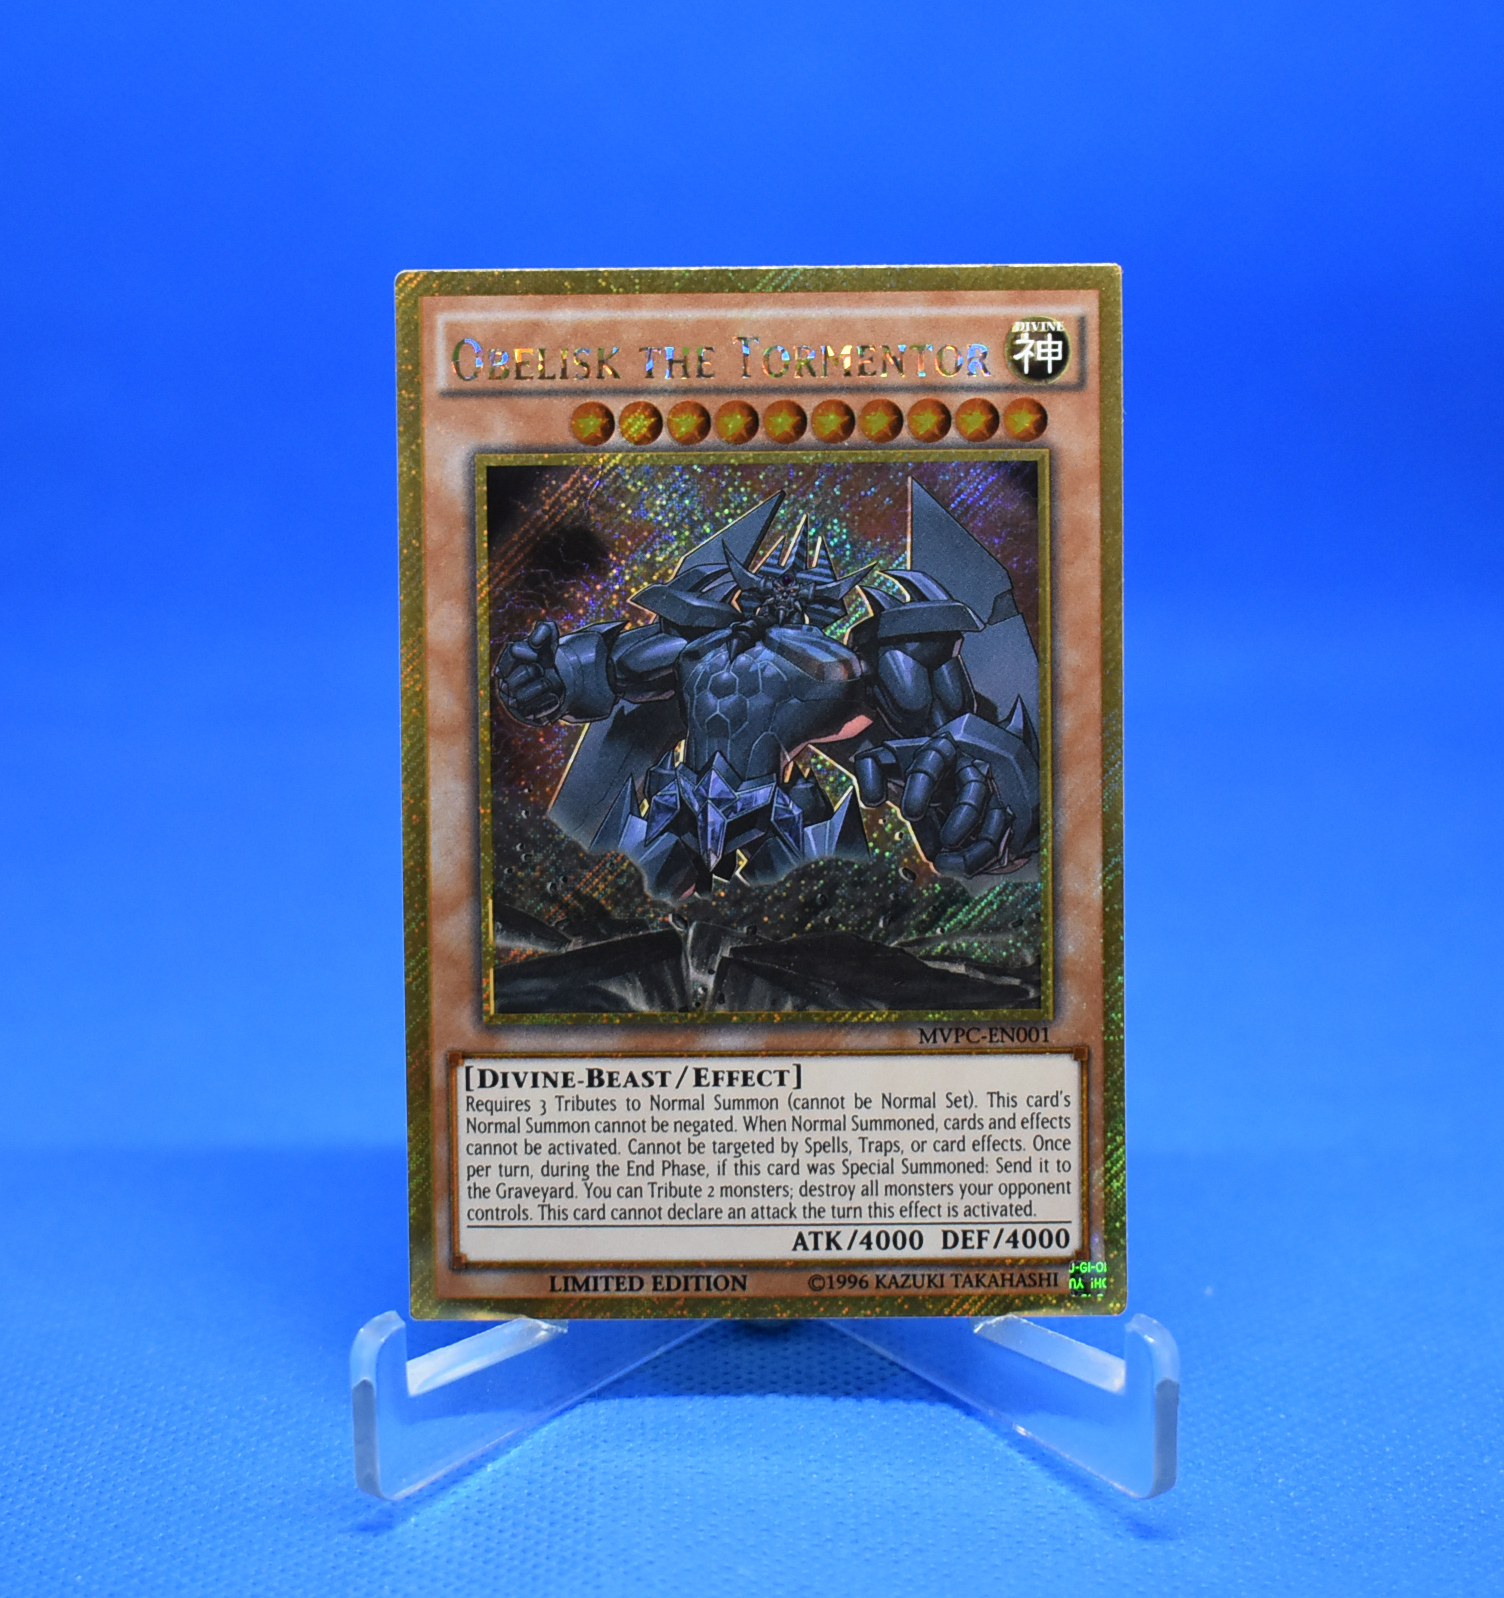 OBELISK THE TORMENTOR
DIVINE
神
MVPC-EN001
[DIVINE-BEAST/EFFECT]
Requires 3 Tributes to Normal Summon (cannot be Normal Set). This card's
Normal Summon cannot be negated. When Normal Summoned, cards and effects
cannot be activated. Cannot be targeted by Spells, Traps, or card effects. Once
per turn, during the End Phase, if this card was Special Summoned: Send it to
the Graveyard. You can Tribute 2 monsters; destroy all monsters your opponent
controls. This card cannot declare an attack the turn this effect is activated.
ATK/4000 DEF/4000
LIMITED EDITION
©1996 KAZUKI TAKAHASHI